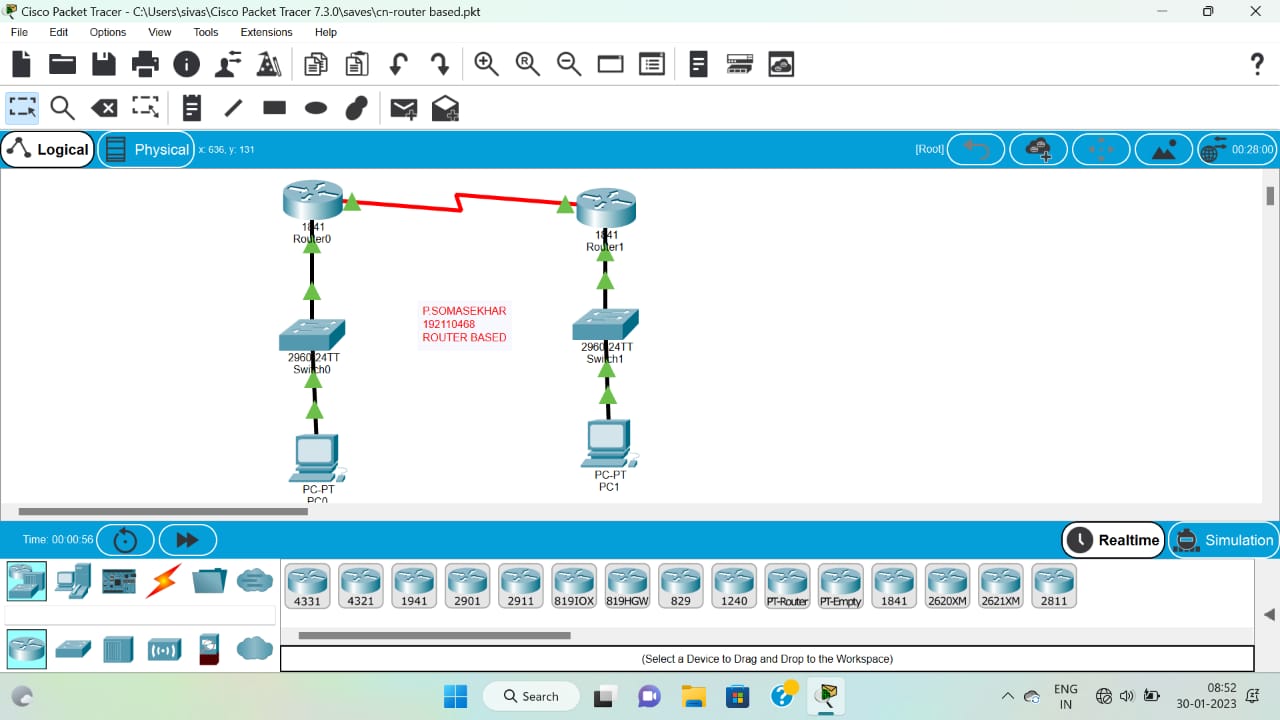 Cisco Packet Tracer - C:\Users\sivas\Cisco Packet Tracer 7.3.0\saves\cn-router based.pkt
File Edit Options View Tools Extensions Help
Logical Physical x: 636, y: 131 [Root] 00:28:00
1841
Router0
1841
Router1
P.SOMASEKHAR
192110468
ROUTER BASED
2960-24TT
Switch0
2960-24TT
Switch1
PC-PT
PC0
PC-PT
PC1
Time: 00:00:56 Realtime Simulation
4331 4321 1941 2901 2911 819IOX 819HGW 829 1240 PT-Router PT-Empty 1841 2620XM 2621XM 2811
(Select a Device to Drag and Drop to the Workspace)
Search
ENG
IN
08:52
30-01-2023